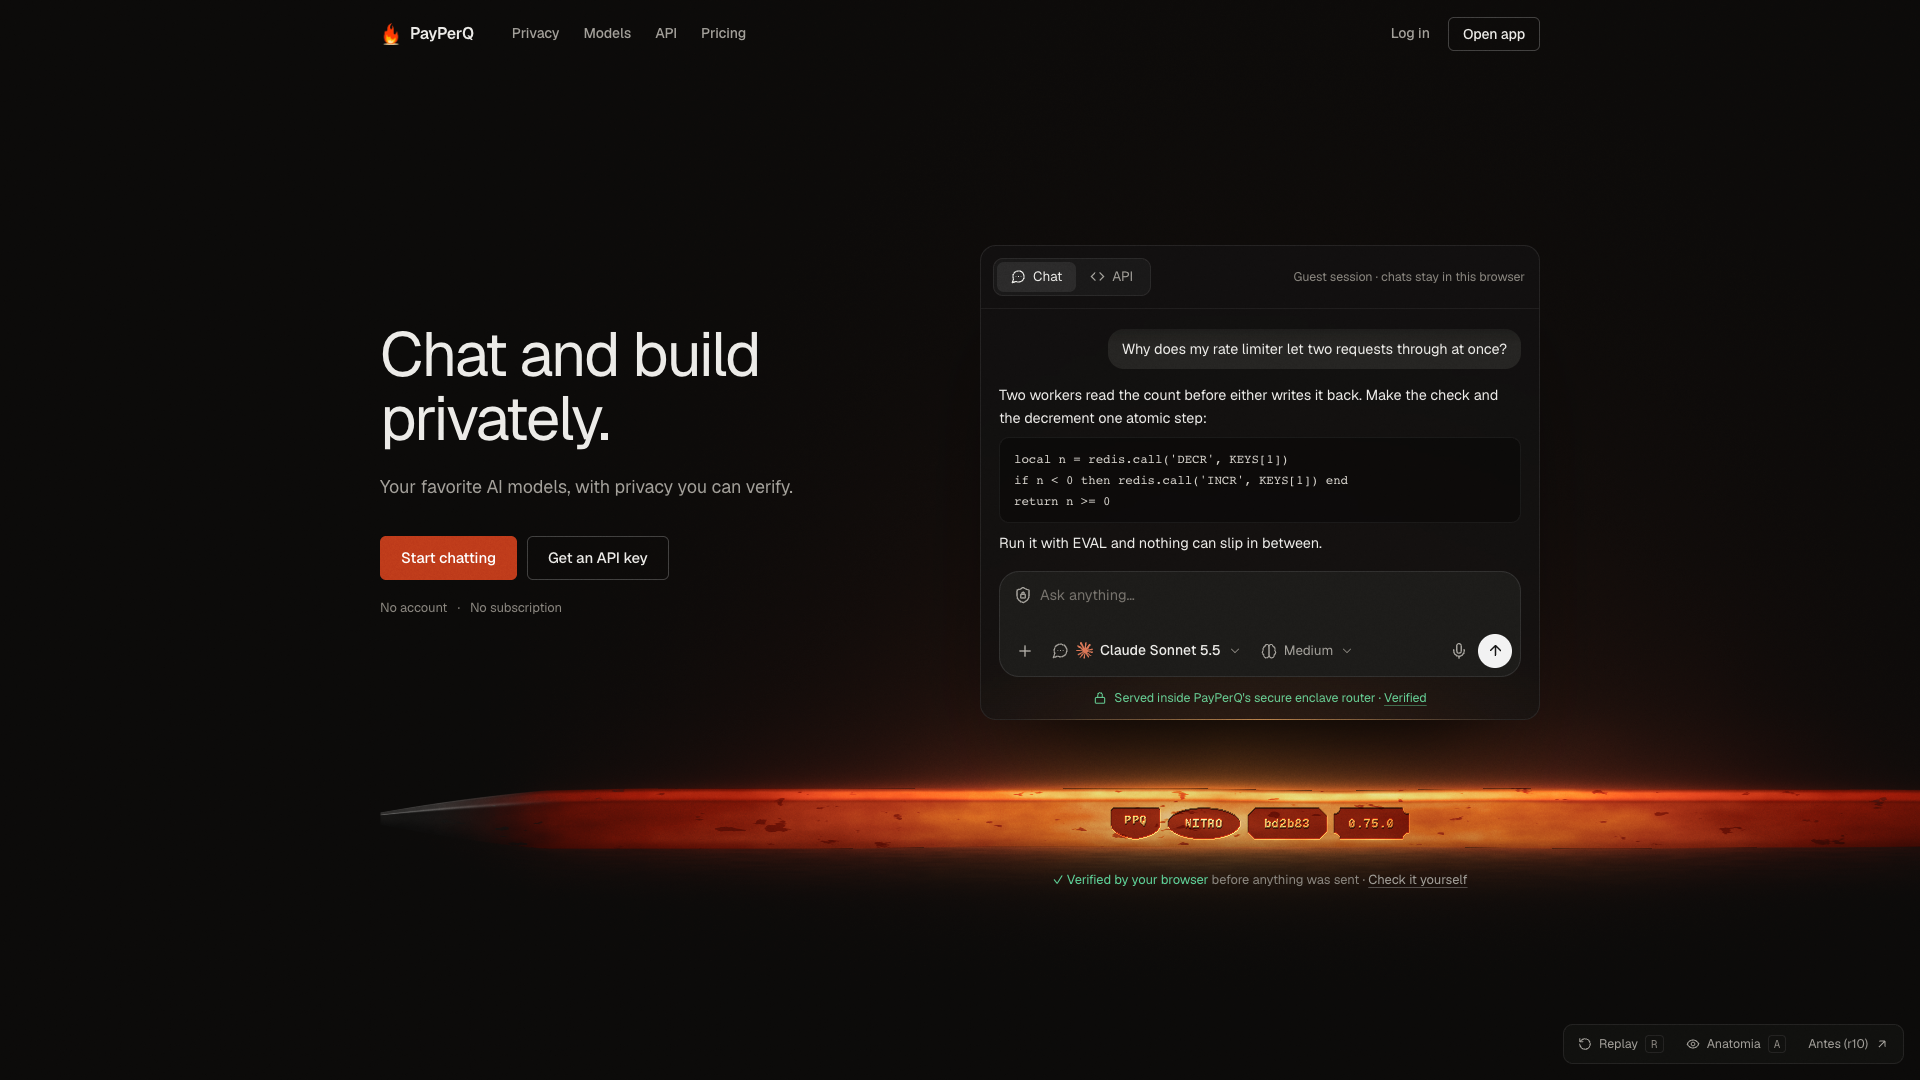 PayPerQ
Privacy
Models
API
Pricing
Log in
Open app
Chat and build
privately.
Your favorite AI models, with privacy you can verify.
Start chatting
Get an API key
No account · No subscription
Chat
API
Guest session · chats stay in this browser
Why does my rate limiter let two requests through at once?
Two workers read the count before either writes it back. Make the check and
the decrement one atomic step:
local n = redis.call('DECR', KEYS[1])
if n < 0 then redis.call('INCR', KEYS[1]) end
return n >= 0
Run it with EVAL and nothing can slip in between.
Ask anything…
Claude Sonnet 5.5
Medium
Served inside PayPerQ's secure enclave router · Verified
PPQ
NITRO
bd2b83
0.75.0
✓ Verified by your browser before anything was sent · Check it yourself
Replay R
Anatomia A
Antes (r10) ↗